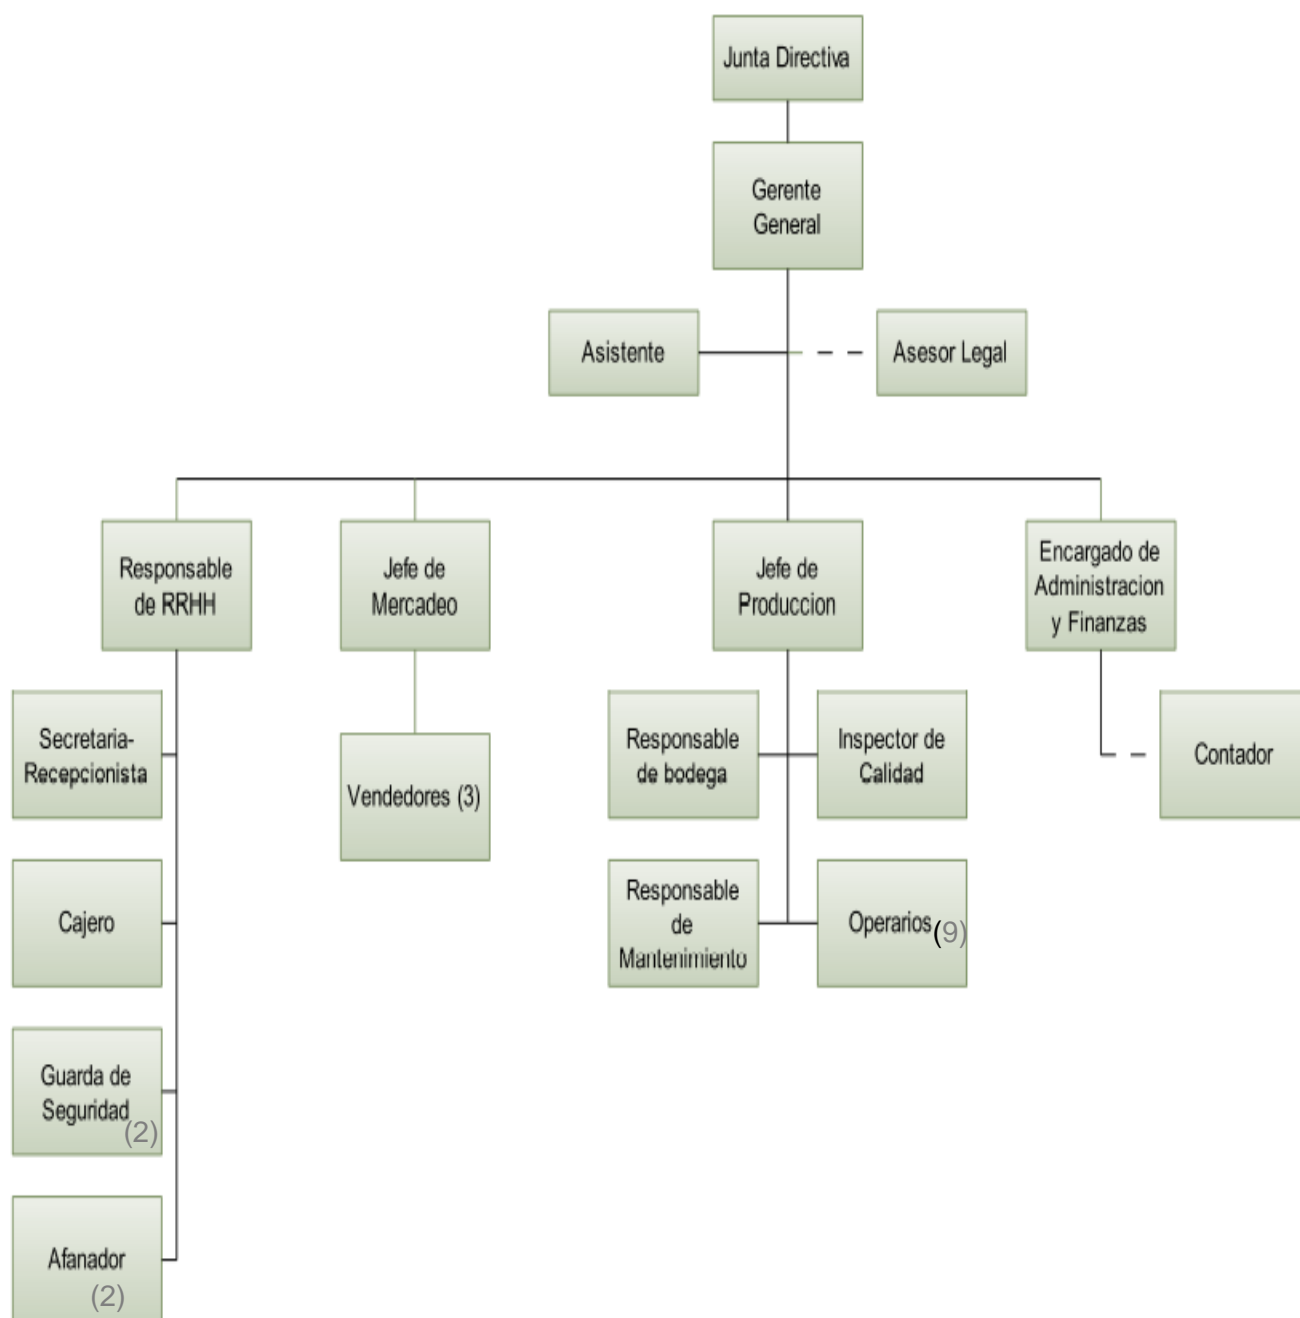 Junta Directiva
Gerente
General
Asistente
Asesor Legal
Responsable
de RRHH
Jefe de
Mercadeo
Jefe de
Produccion
Encargado de
Administracion
y Finanzas
Secretaria-
Recepcionista
Cajero
Guarda de
Seguridad
(2)
Afanador
(2)
Vendedores (3)
Responsable
de bodega
Inspector de
Calidad
Responsable
de
Mantenimiento
Operarios (9)
Contador